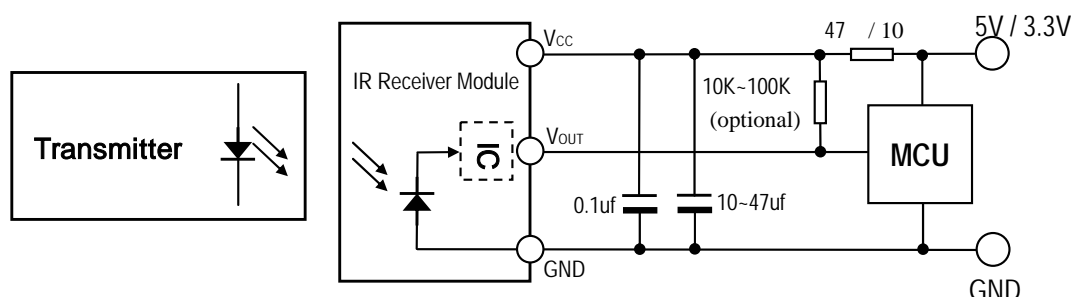 Transmitter
IR Receiver Module
IC
VCC
VOUT
GND
0.1uf
10~47uf
10K~100K
(optional)
47 / 10
5V / 3.3V
MCU
GND